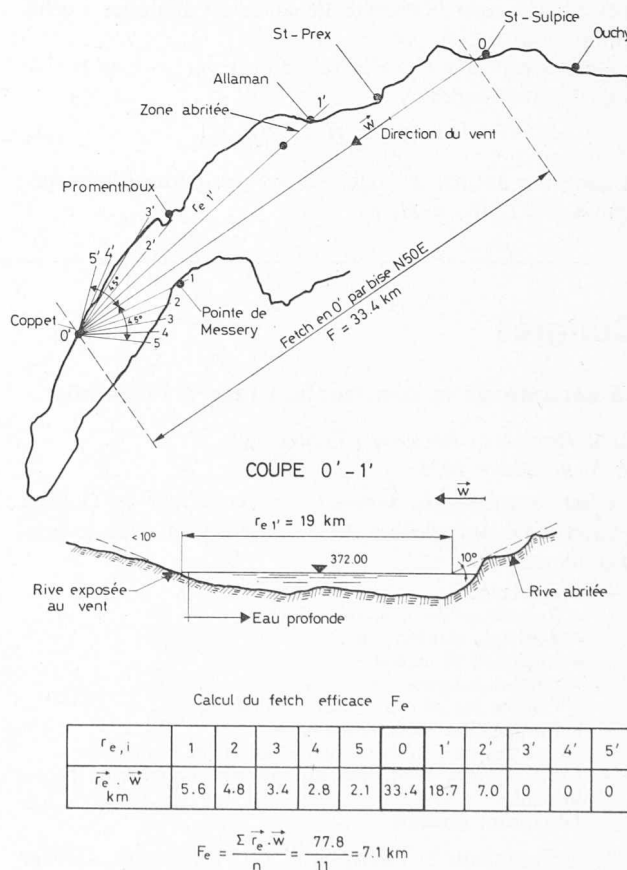 St-Sulpice
0
Ouchy
St-Prex
Allaman
1'
Zone abritée
w
Direction du vent
r e 1'
Promenthoux
3'
2'
5' 4'
45°
45°
1
2
3
4
5
Pointe de
Messery
Coppet
0'
Fetch en 0' par bise N50E
F = 33.4 km
COUPE 0'-1'
w
r e 1' = 19 km
<10°
372.00
10°
Rive exposée
au vent
Rive abritée
Eau profonde
Calcul du fetch efficace Fe
r e,i 1 2 3 4 5 0 1' 2' 3' 4' 5'
re . w
km
5.6 4.8 3.4 2.8 2.1 33.4 18.7 7.0 0 0 0
Fe = Σ re . w / n = 77.8 / 11 = 7.1 km